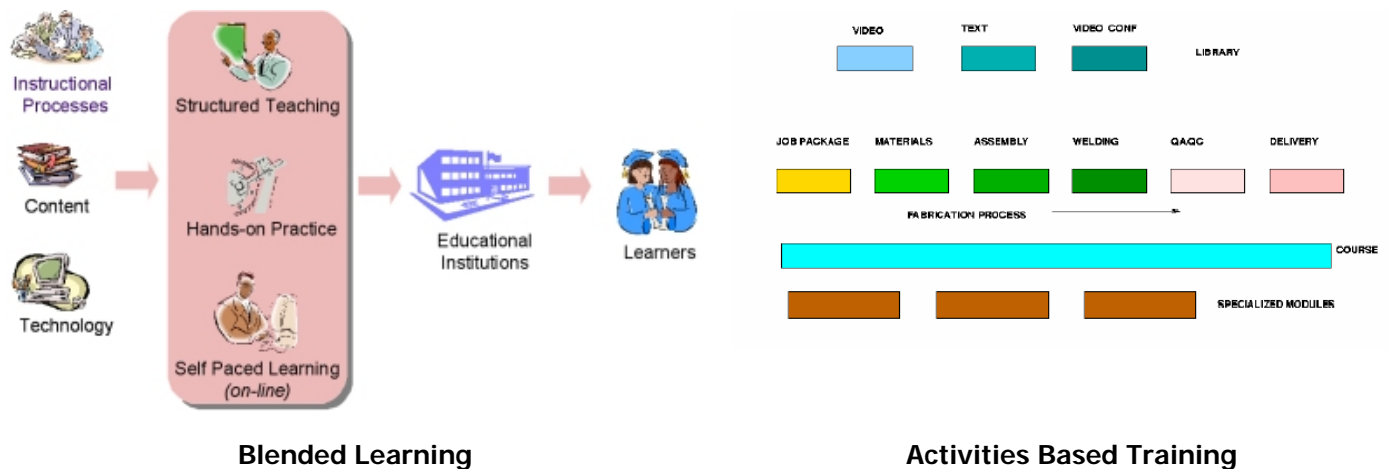 Instructional
Processes
Content
Technology
Structured Teaching
Hands-on Practice
Self Paced Learning
(on-line)
Educational
Institutions
Learners
Blended Learning
VIDEO
TEXT
VIDEO CONF
LIBRARY
JOB PACKAGE
MATERIALS
ASSEMBLY
WELDING
QAQC
DELIVERY
FABRICATION PROCESS
COURSE
SPECIALIZED MODULES
Activities Based Training